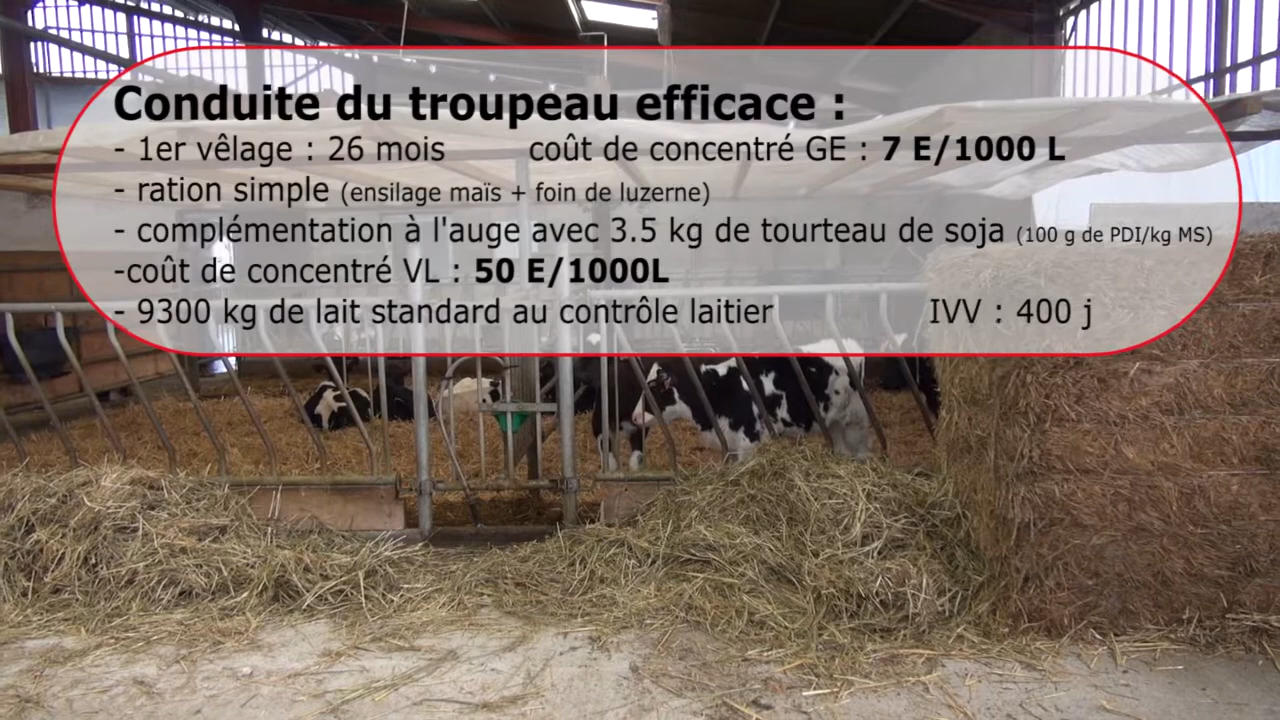 Conduite du troupeau efficace :
- 1er vêlage : 26 mois coût de concentré GE : 7 E/1000 L
- ration simple (ensilage maïs + foin de luzerne)
- complémentation à l'auge avec 3.5 kg de tourteau de soja (100 g de PDI/kg MS)
-coût de concentré VL : 50 E/1000L
- 9300 kg de lait standard au contrôle laitier IVV : 400 j